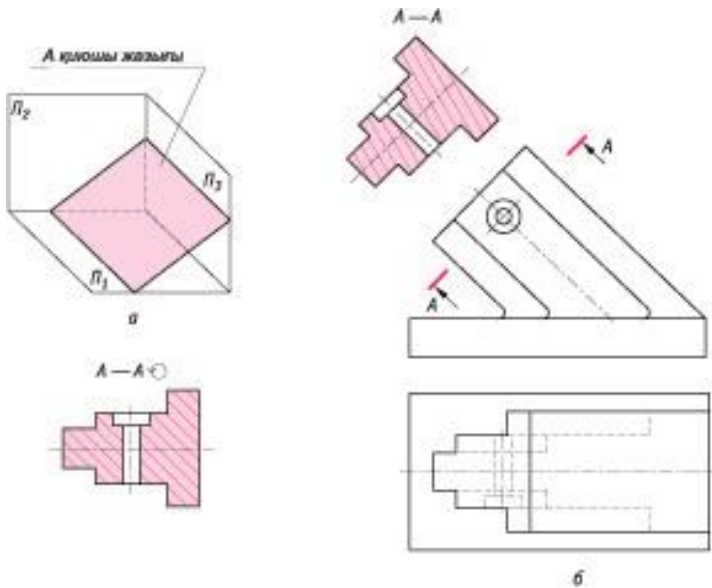 А — А
А қиюшы жазығы
П₂
П₃
П₁
а
А
А
А — А
б